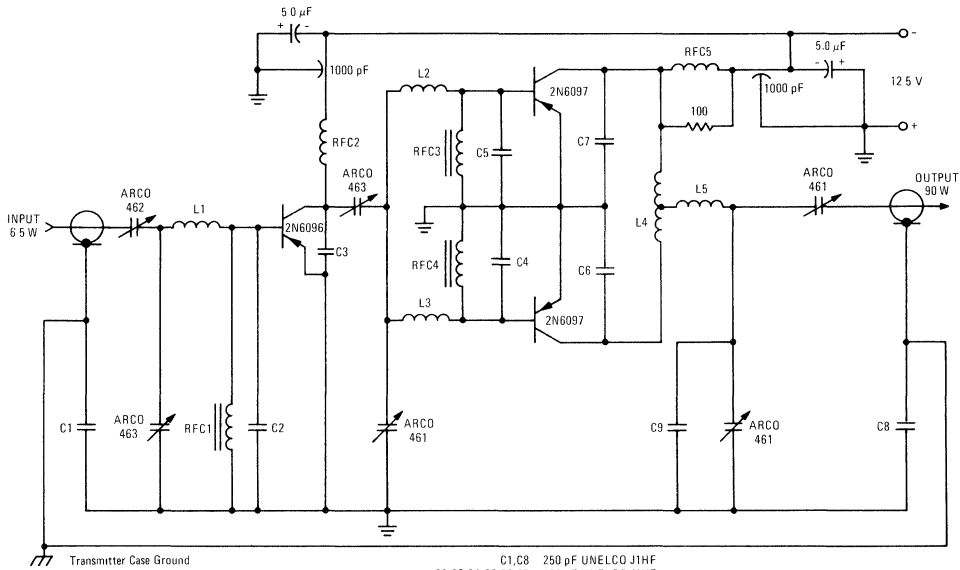 5 0 µF
+ -
1000 pF
RFC2
ARCO
463
L2
RFC3
C5
2N6097
C7
RFC5
100
1000 pF
5.0 µF
- +
-
12 5 V
+
INPUT
6 5 W
ARCO
462
L1
2N6096
C3
RFC4
C4
C6
L4
L5
ARCO
461
OUTPUT
90 W
L3
2N6097
C1
ARCO
463
RFC1
C2
ARCO
461
C9
ARCO
461
C8
Transmitter Case Ground
C1,C8 250 pF UNELCO J1HF